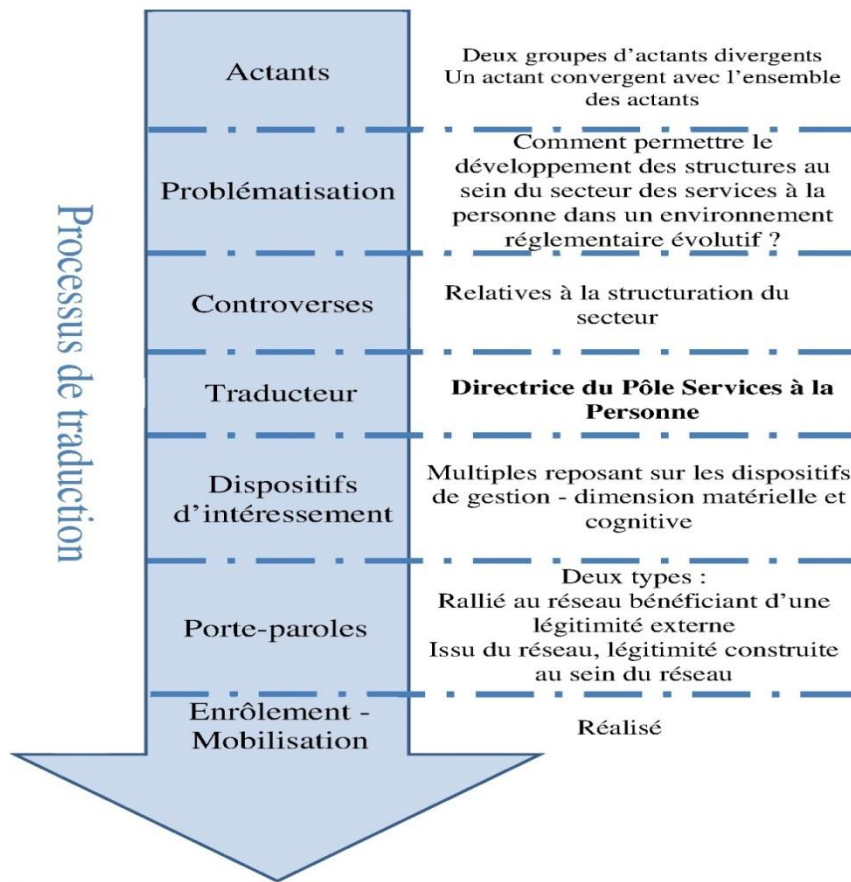 Processus de traduction
Actants
Deux groupes d’actants divergents
Un actant convergent avec l’ensemble
des actants
Problématisation
Comment permettre le
développement des structures au
sein du secteur des services à la
personne dans un environnement
réglementaire évolutif ?
Controverses
Relatives à la structuration du
secteur
Traducteur
Directrice du Pôle Services à la
Personne
Dispositifs
d’intéressement
Multiples reposant sur les dispositifs
de gestion - dimension matérielle et
cognitive
Porte-paroles
Deux types :
Rallié au réseau bénéficiant d’une
légitimité externe
Issu du réseau, légitimité construite
au sein du réseau
Enrôlement -
Mobilisation
Réalisé